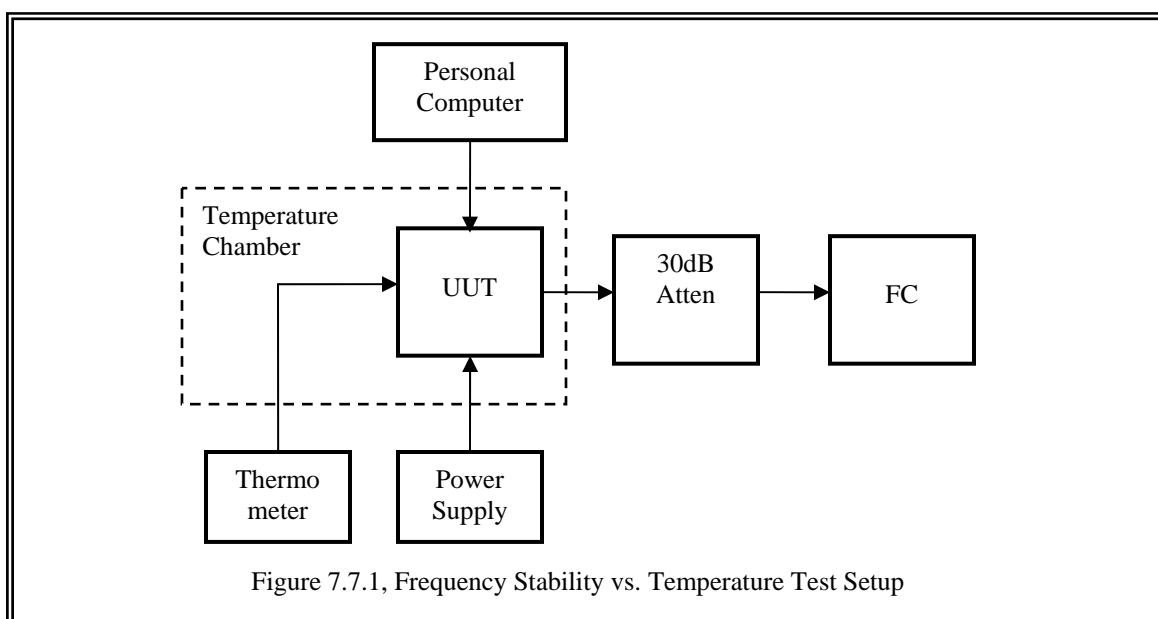 Personal
Computer
Temperature
Chamber
UUT
30dB
Atten
FC
Thermo
meter
Power
Supply
Figure 7.7.1, Frequency Stability vs. Temperature Test Setup